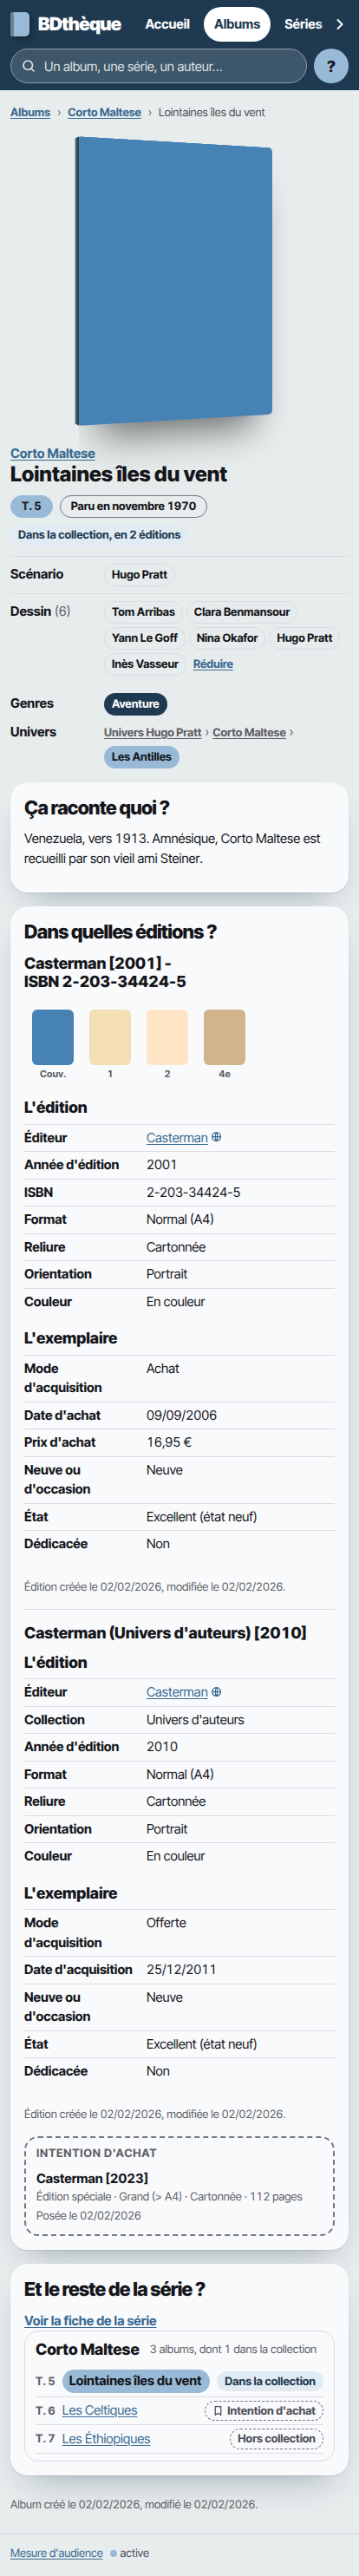 BDthèque Accueil Albums Séries
Un album, une série, un auteur... ?
Albums › Corto Maltese › Lointaines îles du vent
Corto Maltese
Lointaines îles du vent
T. 5 Paru en novembre 1970
Dans la collection, en 2 éditions
Scénario Hugo Pratt
Dessin (6) Tom Arribas Clara Benmansour
Yann Le Goff Nina Okafor Hugo Pratt
Inès Vasseur Réduire
Genres Aventure
Univers Univers Hugo Pratt › Corto Maltese ›
Les Antilles
Ça raconte quoi ?
Venezuela, vers 1913. Amnésique, Corto Maltese est
recueilli par son vieil ami Steiner.
Dans quelles éditions ?
Casterman [2001] -
ISBN 2-203-34424-5
Couv. 1 2 4e
L'édition
Éditeur Casterman
Année d'édition 2001
ISBN 2-203-34424-5
Format Normal (A4)
Reliure Cartonnée
Orientation Portrait
Couleur En couleur
L'exemplaire
Mode Achat
d'acquisition
Date d'achat 09/09/2006
Prix d'achat 16,95 €
Neuve ou Neuve
d'occasion
État Excellent (état neuf)
Dédicacée Non
Édition créée le 02/02/2026, modifiée le 02/02/2026.
Casterman (Univers d'auteurs) [2010]
L'édition
Éditeur Casterman
Collection Univers d'auteurs
Année d'édition 2010
Format Normal (A4)
Reliure Cartonnée
Orientation Portrait
Couleur En couleur
L'exemplaire
Mode Offerte
d'acquisition
Date d'acquisition 25/12/2011
Neuve ou Neuve
d'occasion
État Excellent (état neuf)
Dédicacée Non
Édition créée le 02/02/2026, modifiée le 02/02/2026.
INTENTION D'ACHAT
Casterman [2023]
Édition spéciale · Grand (> A4) · Cartonnée · 112 pages
Posée le 02/02/2026
Et le reste de la série ?
Voir la fiche de la série
Corto Maltese 3 albums, dont 1 dans la collection
T. 5 Lointaines îles du vent Dans la collection
T. 6 Les Celtiques Intention d'achat
T. 7 Les Éthiopiques Hors collection
Album créé le 02/02/2026, modifié le 02/02/2026.
Mesure d'audience active